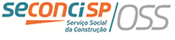 seconci SP OSS
Serviço Social
da Construção